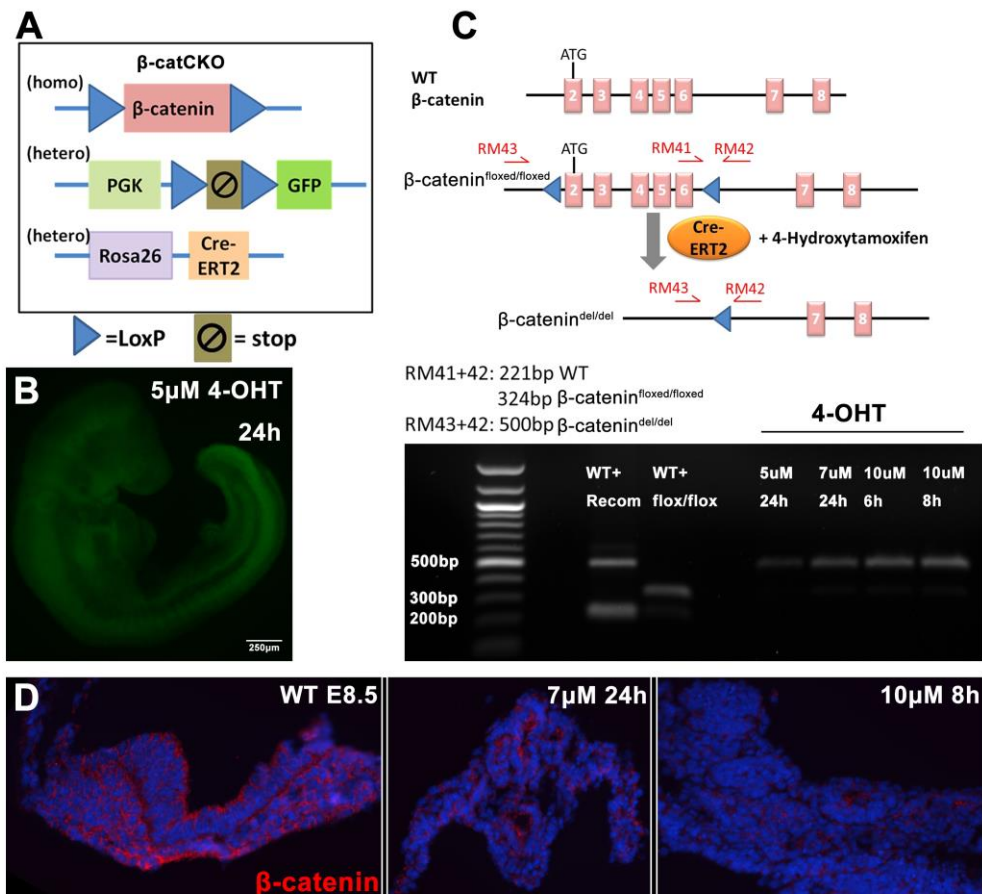 A
β-catCKO
(homo)
β-catenin
(hetero)
PGK
GFP
(hetero)
Rosa26
Cre-
ERT2
=LoxP
= stop
B
5μM 4-OHT
24h
250μm
C
ATG
WT
β-catenin
2 3 4 5 6 7 8
RM43
ATG
RM41
RM42
β-catenin floxed/floxed
2 3 4 5 6 7 8
Cre-
ERT2
+ 4-Hydroxytamoxifen
RM43
RM42
β-catenin del/del
7 8
RM41+42: 221bp WT
324bp β-catenin floxed/floxed
RM43+42: 500bp β-catenin del/del
4-OHT
WT+ WT+ 5uM 7uM 10uM 10uM
Recom flox/flox 24h 24h 6h 8h
500bp
300bp
200bp
D
WT E8.5
7μM 24h
10μM 8h
β-catenin